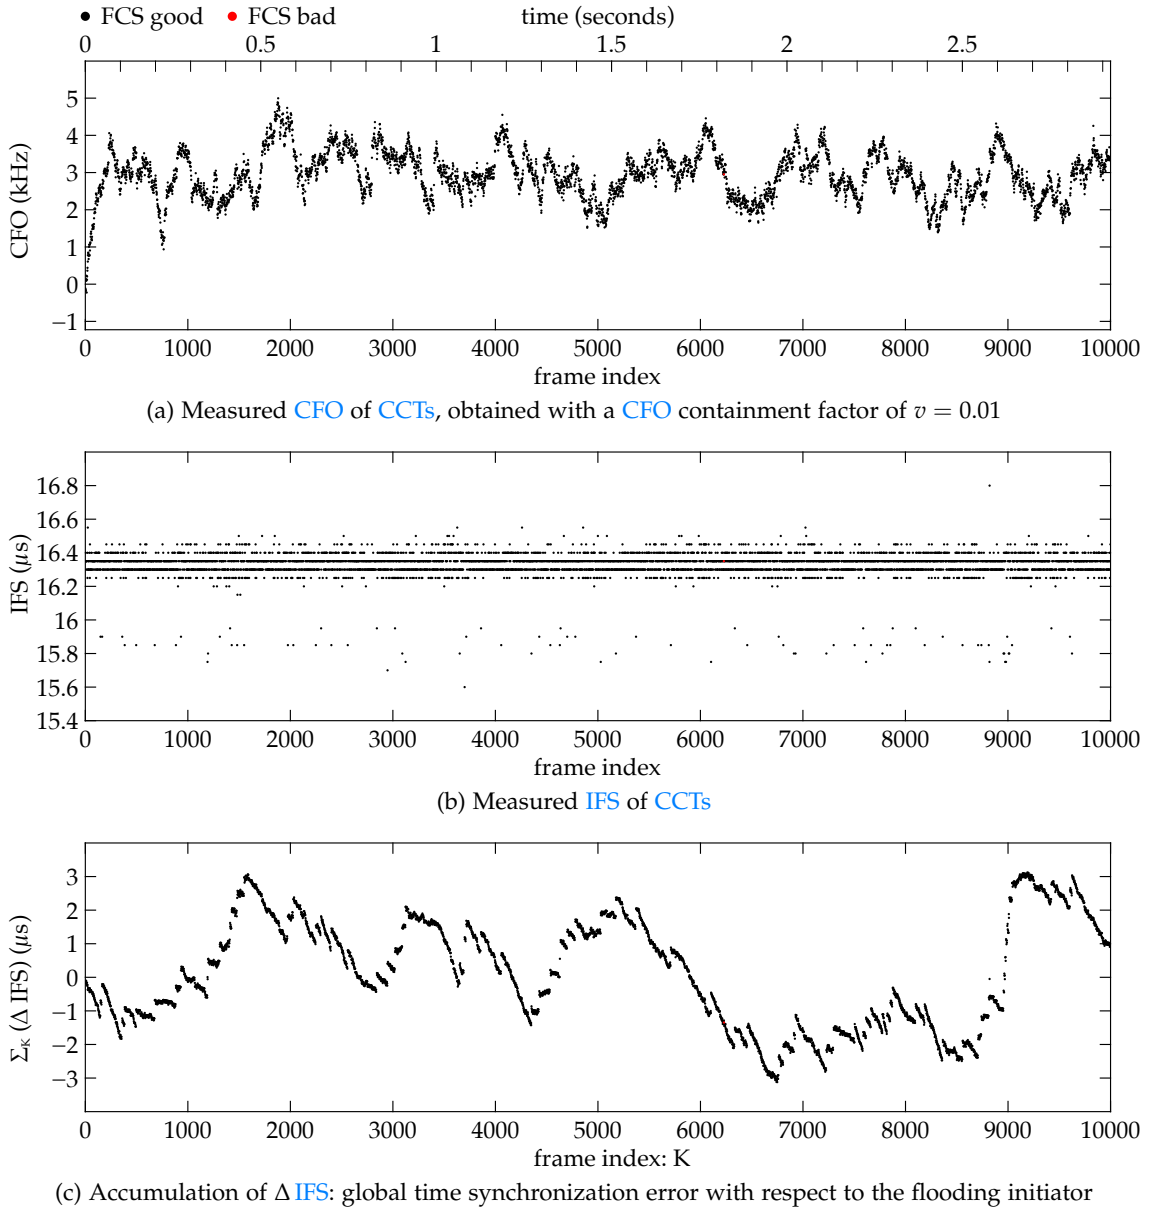 FCS good FCS bad time (seconds)
0 0.5 1 1.5 2 2.5
5
4
3
2
1
0
−1
CFO (kHz)
0 1000 2000 3000 4000 5000 6000 7000 8000 9000 10000
frame index
(a) Measured CFO of CCTs, obtained with a CFO containment factor of v = 0.01
16.8
16.6
16.4
16.2
16
15.8
15.6
15.4
IFS (μs)
0 1000 2000 3000 4000 5000 6000 7000 8000 9000 10000
frame index
(b) Measured IFS of CCTs
3
2
1
0
−1
−2
−3
Σκ (Δ IFS) (μs)
0 1000 2000 3000 4000 5000 6000 7000 8000 9000 10000
frame index: K
(c) Accumulation of Δ IFS: global time synchronization error with respect to the flooding initiator